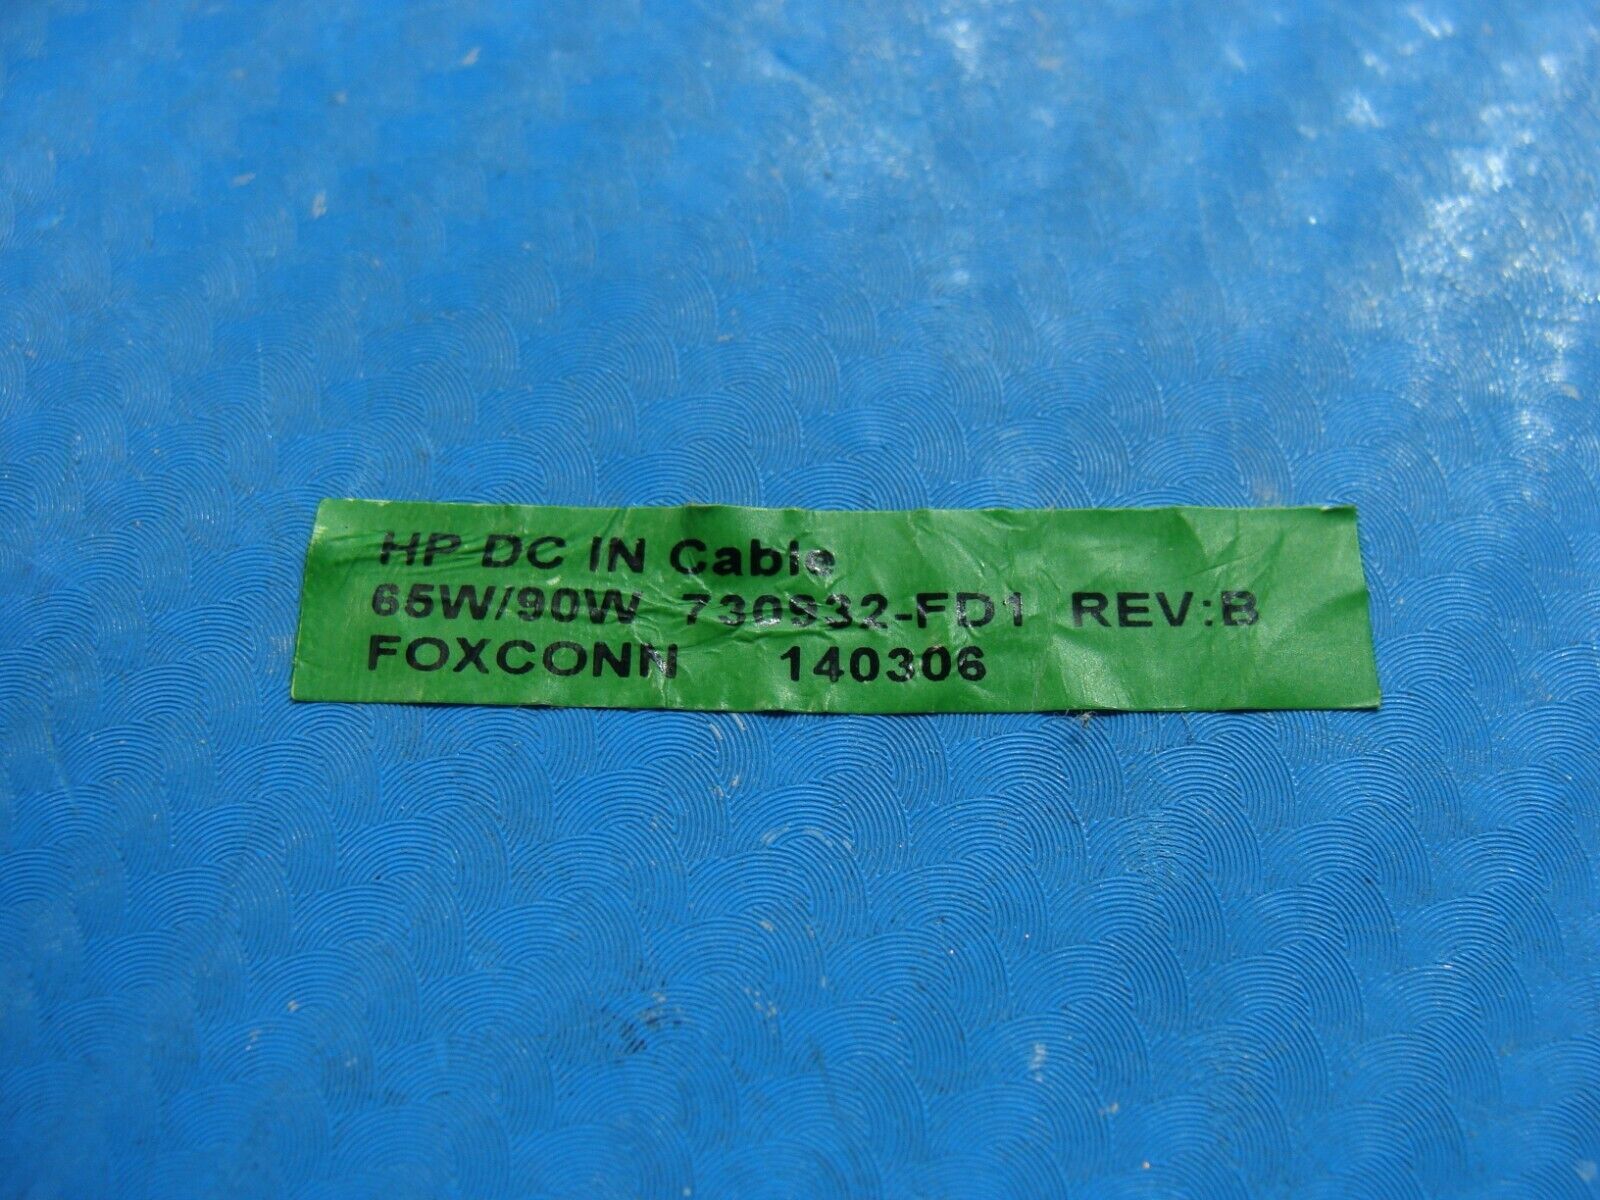 HP DC IN Cable
65W/90W 730932-FD1 REV:B
FOXCONN 140306